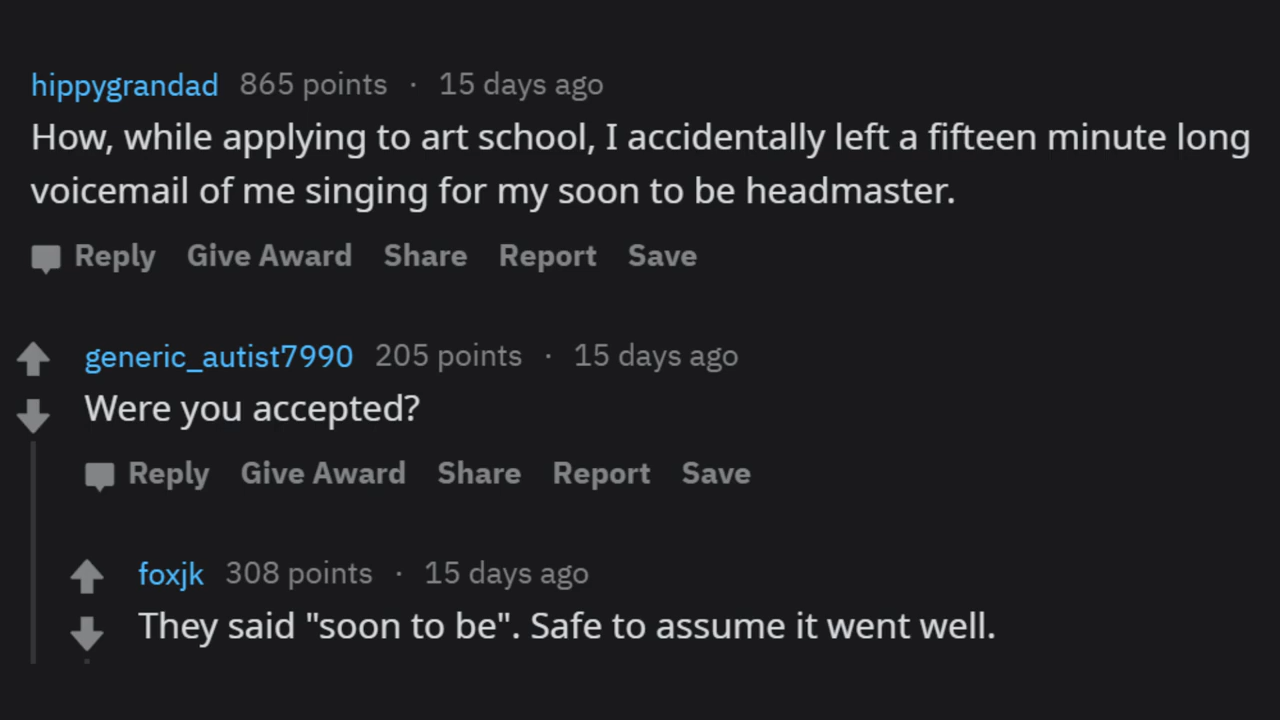 hippygrandad 865 points · 15 days ago
How, while applying to art school, I accidentally left a fifteen minute long
voicemail of me singing for my soon to be headmaster.
Reply Give Award Share Report Save
generic_autist7990 205 points · 15 days ago
Were you accepted?
Reply Give Award Share Report Save
foxjk 308 points · 15 days ago
They said "soon to be". Safe to assume it went well.